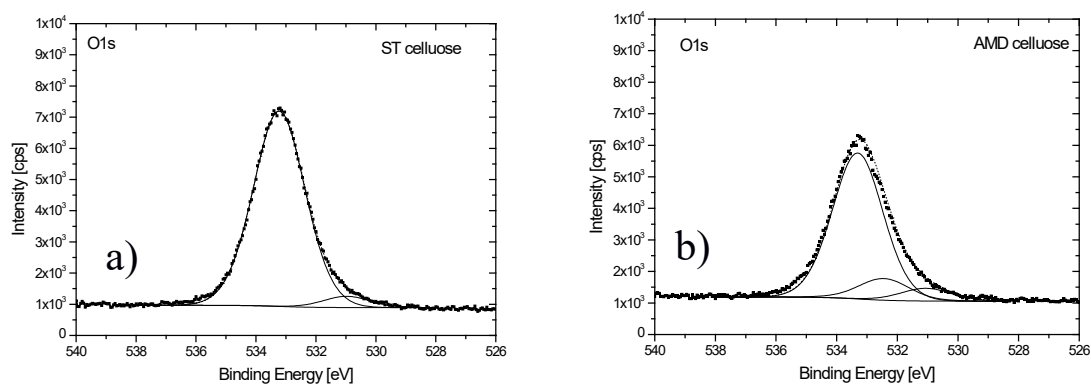 O1s
ST celluose
1x10⁴
9x10³
8x10³
7x10³
6x10³
5x10³
4x10³
3x10³
2x10³
1x10³
0
Intensity [cps]
a)
540 538 536 534 532 530 528 526
Binding Energy [eV]
O1s
AMD celluose
1x10⁴
9x10³
8x10³
7x10³
6x10³
5x10³
4x10³
3x10³
2x10³
1x10³
0
Intensity [cps]
b)
540 538 536 534 532 530 528 526
Binding Energy [eV]